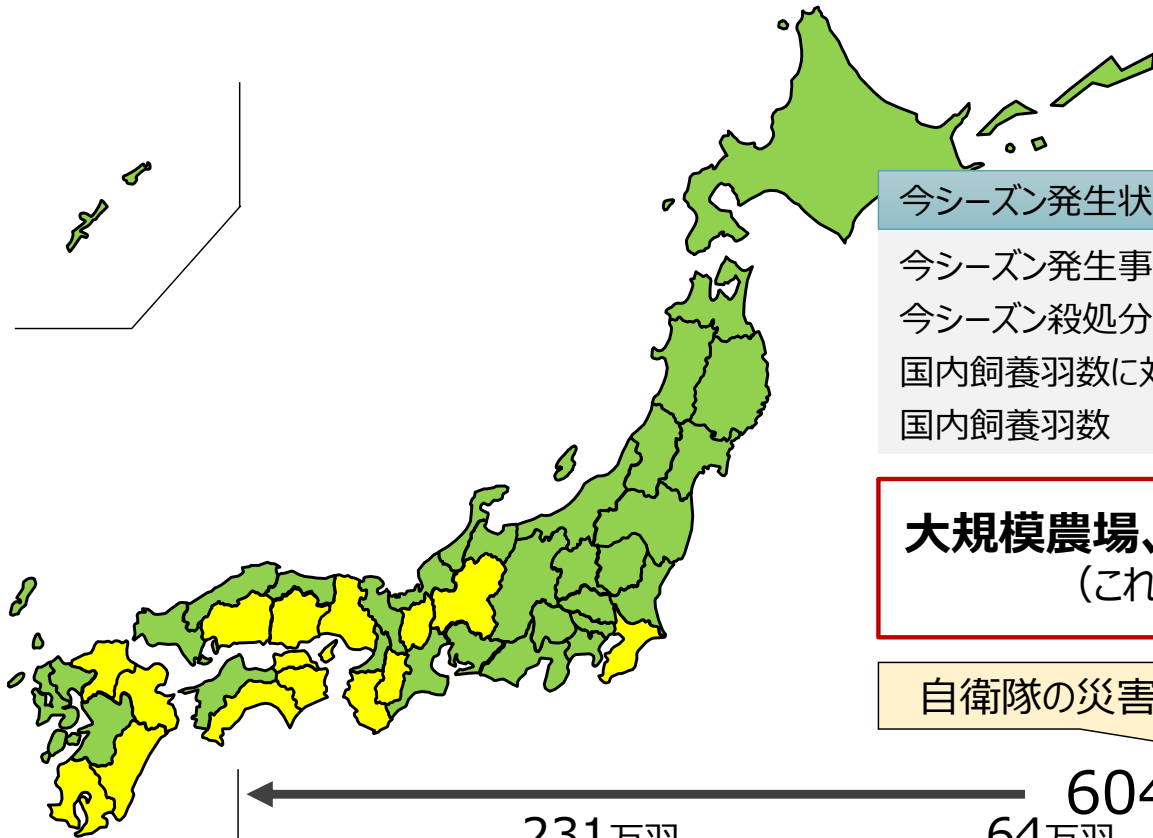 今シーズン発生状
今シーズン発生事
今シーズン殺処分
国内飼養羽数に
国内飼養羽数
大規模農場、
（これ
自衛隊の災害
604
231万羽
64万羽